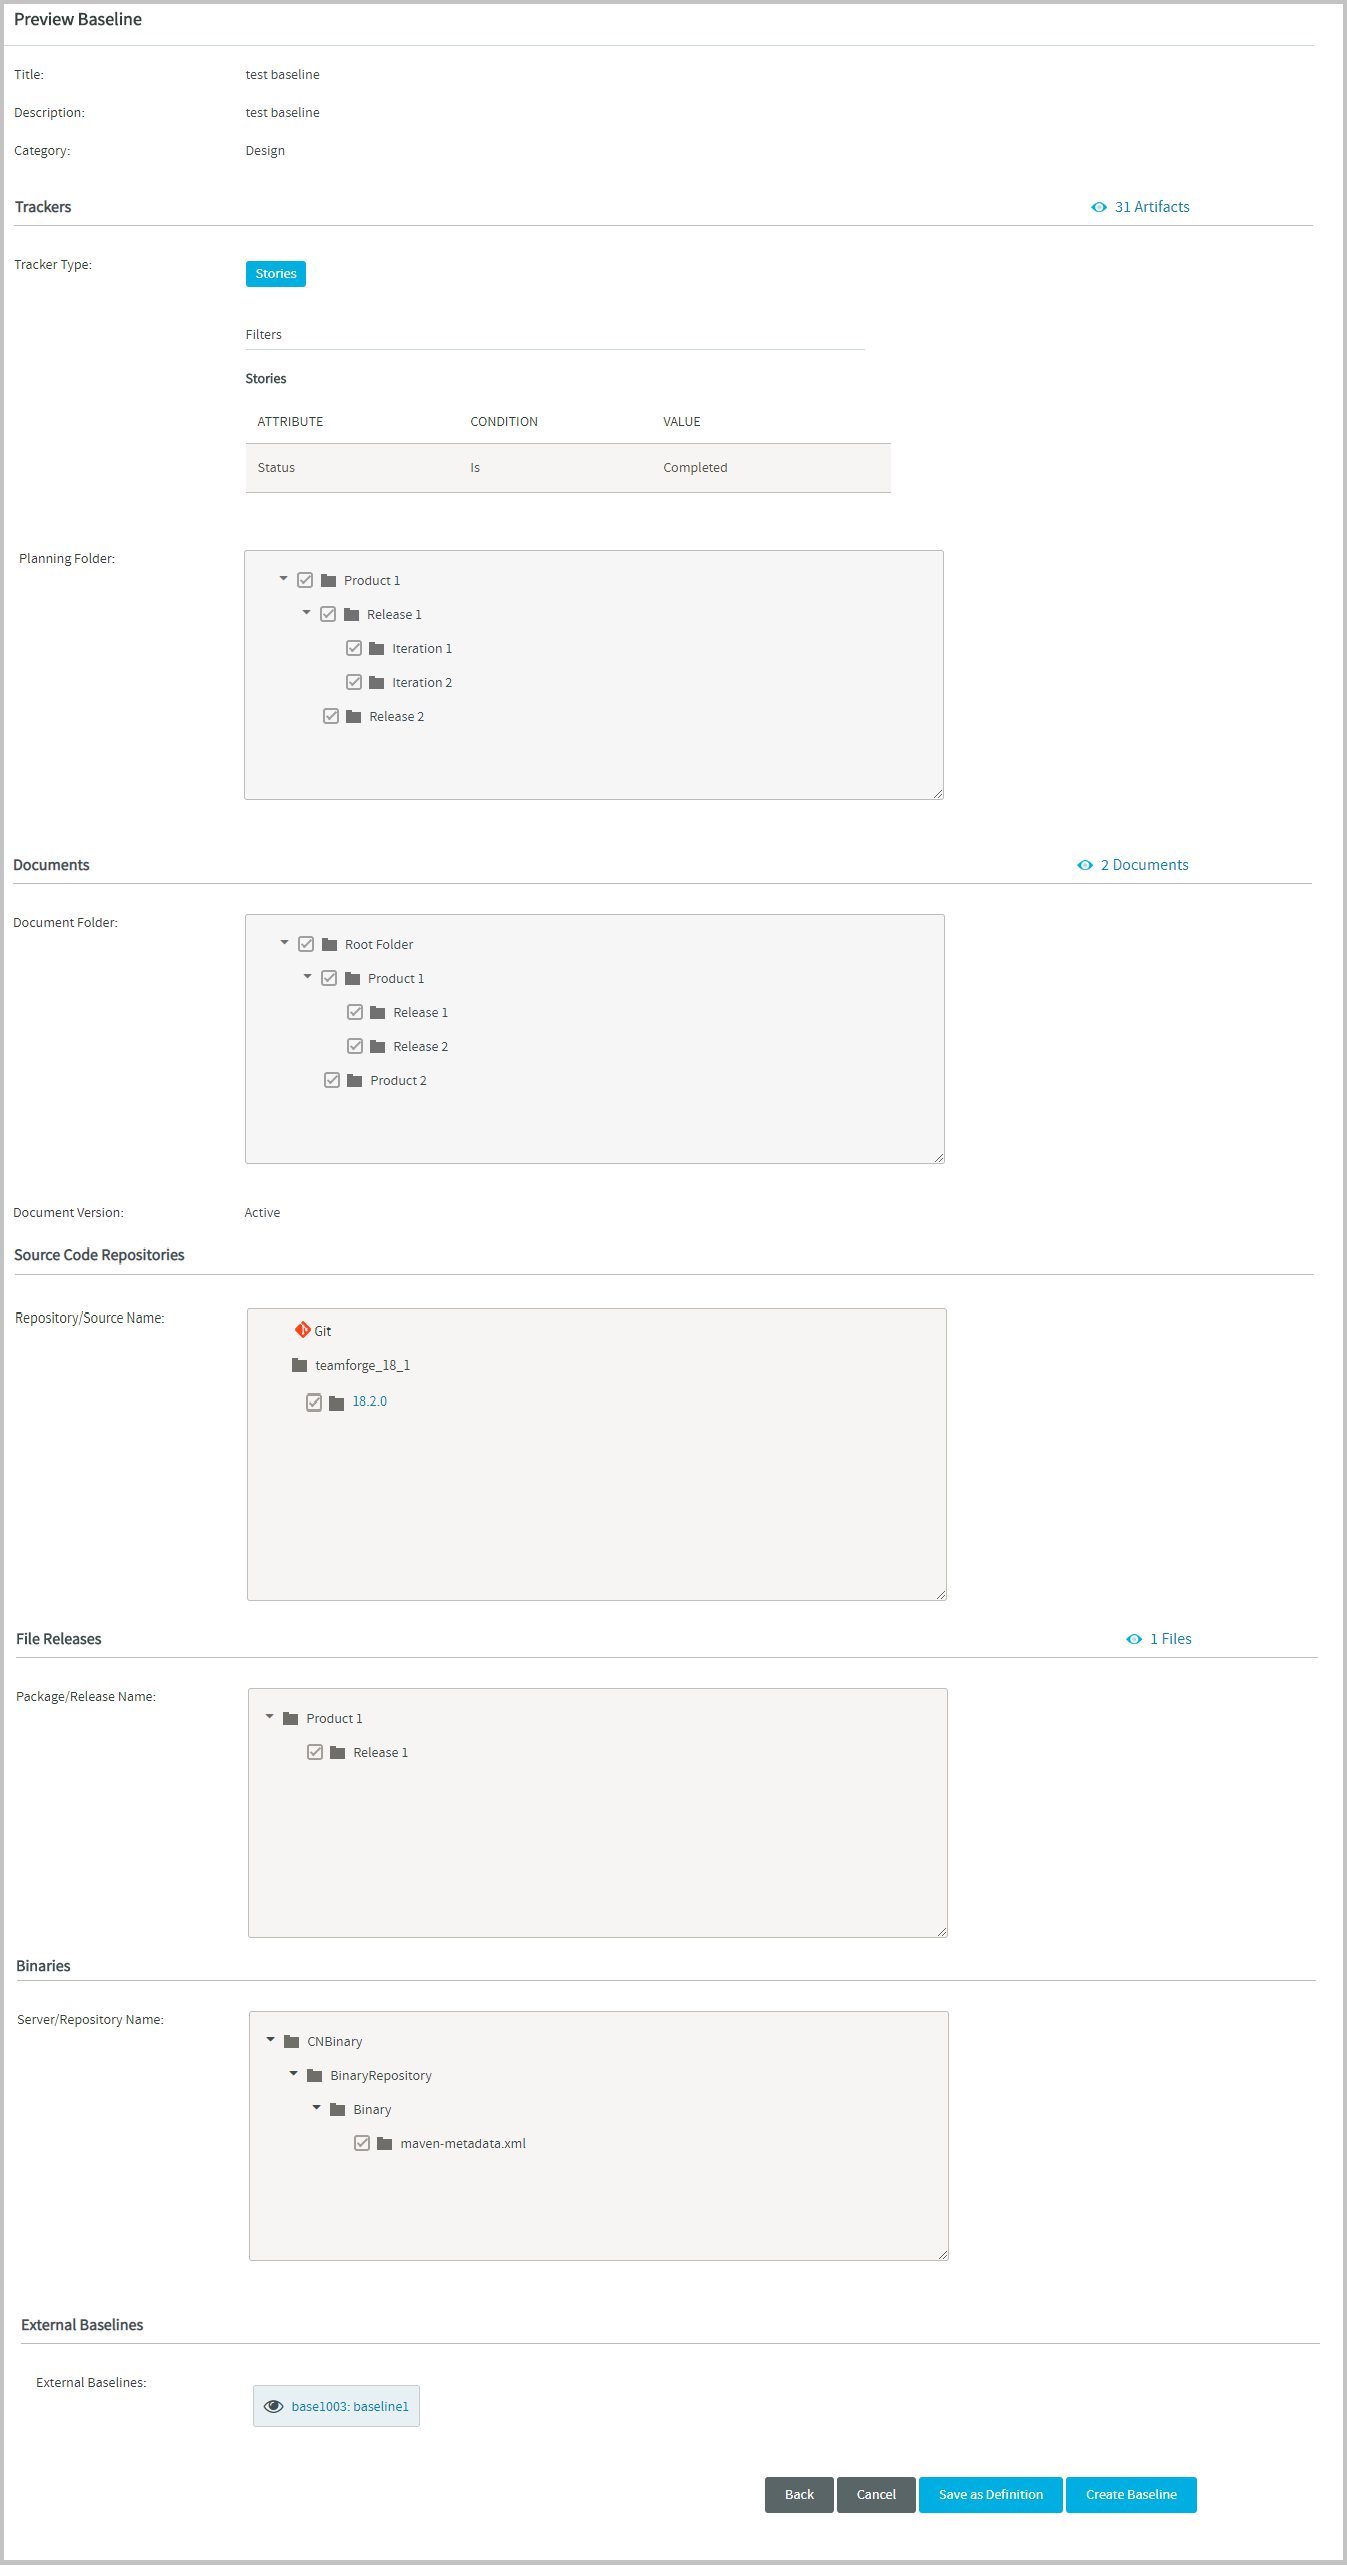 Preview Baseline
Title: test baseline
Description: test baseline
Category: Design
Trackers 31 Artifacts
Tracker Type: Stories
Filters
Stories
ATTRIBUTE CONDITION VALUE
Status Is Completed
Planning Folder: Product 1
Release 1
Iteration 1
Iteration 2
Release 2
Documents 2 Documents
Document Folder: Root Folder
Product 1
Release 1
Release 2
Product 2
Document Version: Active
Source Code Repositories
Repository/Source Name: Git
teamforge_18_1
18.2.0
File Releases 1 Files
Package/Release Name: Product 1
Release 1
Binaries
Server/Repository Name: CNBinary
BinaryRepository
Binary
maven-metadata.xml
External Baselines
External Baselines: base1003: baseline1
Back Cancel Save as Definition Create Baseline